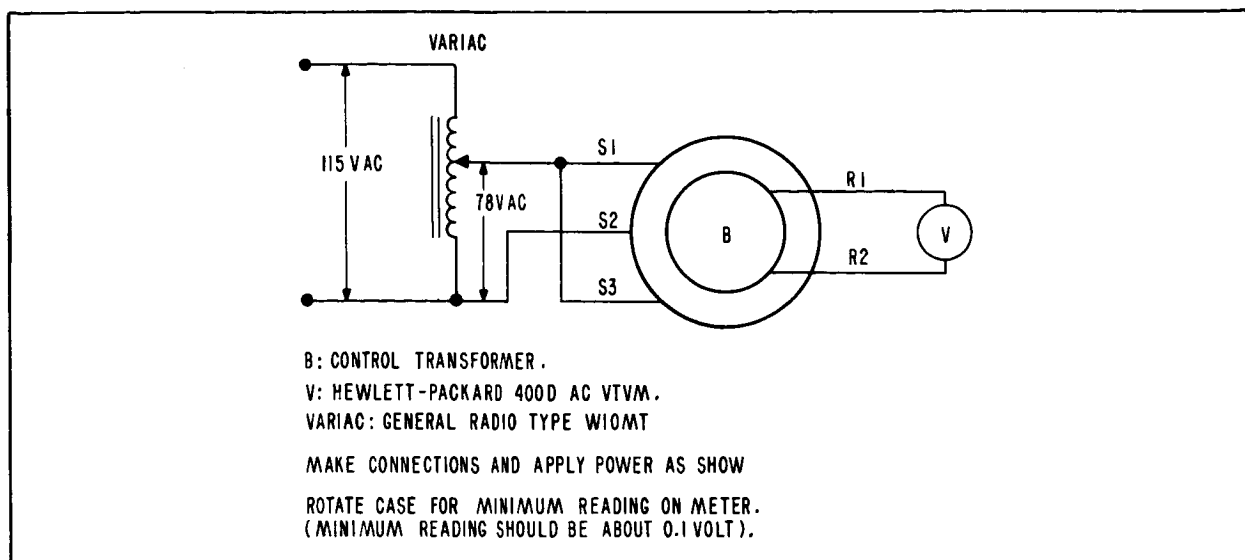 VARIAC
115 VAC
78VAC
S1
S2
S3
B
R1
R2
V
B: CONTROL TRANSFORMER.
V: HEWLETT-PACKARD 400D AC VTVM.
VARIAC: GENERAL RADIO TYPE W10MT
MAKE CONNECTIONS AND APPLY POWER AS SHOW
ROTATE CASE FOR MINIMUM READING ON METER.
(MINIMUM READING SHOULD BE ABOUT 0.1 VOLT).